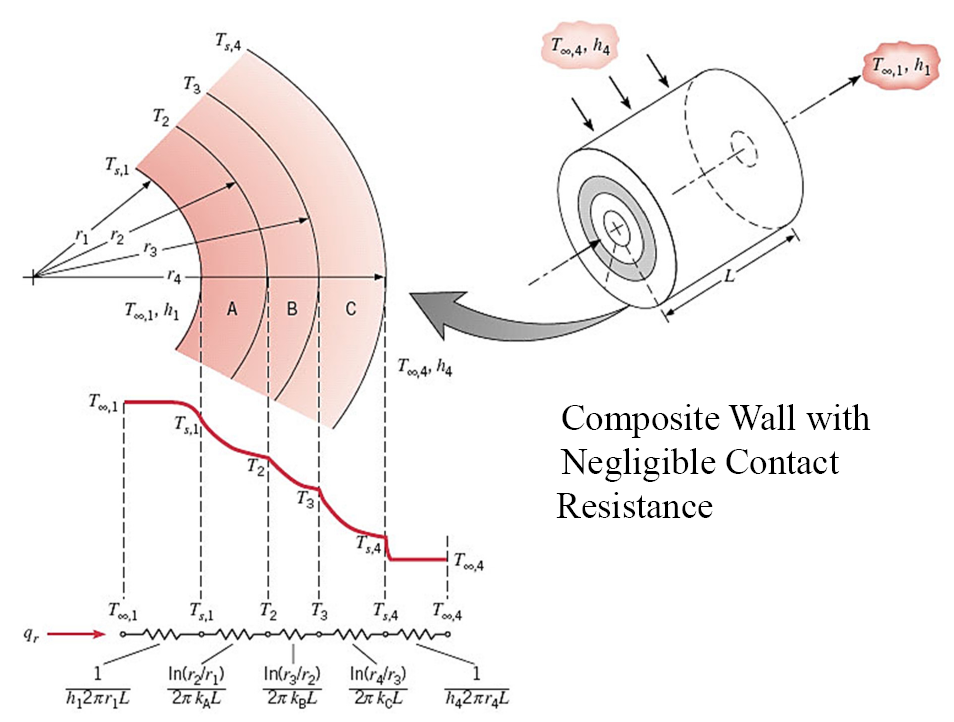 T∞,4, h4
T∞,1, h1
L
Ts,4
T3
T2
Ts,1
r1
r2
r3
r4
T∞,1, h1
A
B
C
T∞,4, h4
T∞,1
Ts,1
T2
T3
Ts,4
T∞,4
Composite Wall with
Negligible Contact
Resistance
T∞,1 Ts,1 T2 T3 Ts,4 T∞,4
qr
1 ln(r2/r1) ln(r3/r2) ln(r4/r3) 1
h12πr1L 2πkAL 2πkBL 2πkCL h42πr4L